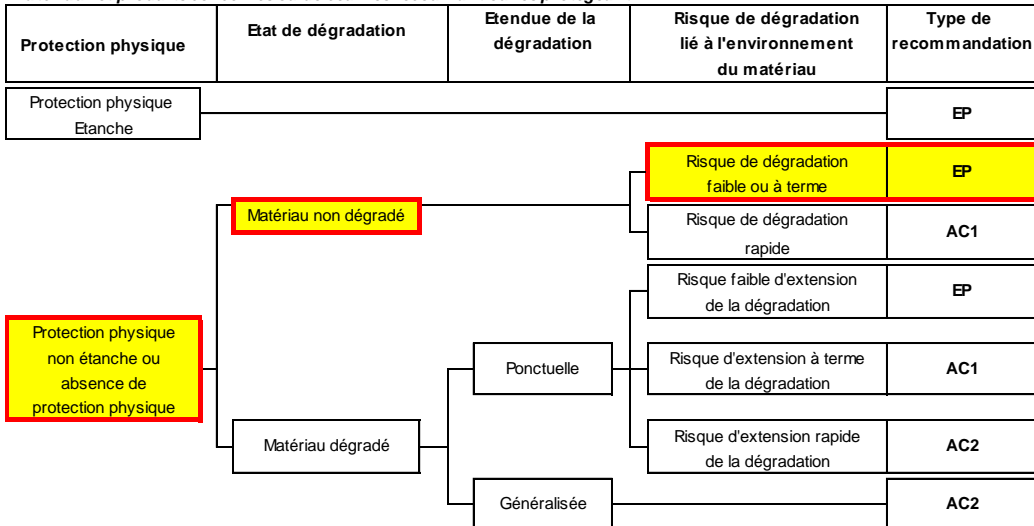 Protection physique
Etat de dégradation
Etendue de la
dégradation
Risque de dégradation
lié à l'environnement
du matériau
Type de
recommandation
Protection physique
Etanche
EP
Risque de dégradation
faible ou à terme
EP
Matériau non dégradé
Risque de dégradation
rapide
AC1
Risque faible d'extension
de la dégradation
EP
Protection physique
non étanche ou
absence de
protection physique
Ponctuelle
Risque d'extension à terme
de la dégradation
AC1
Matériau dégradé
Risque d'extension rapide
de la dégradation
AC2
Généralisée
AC2